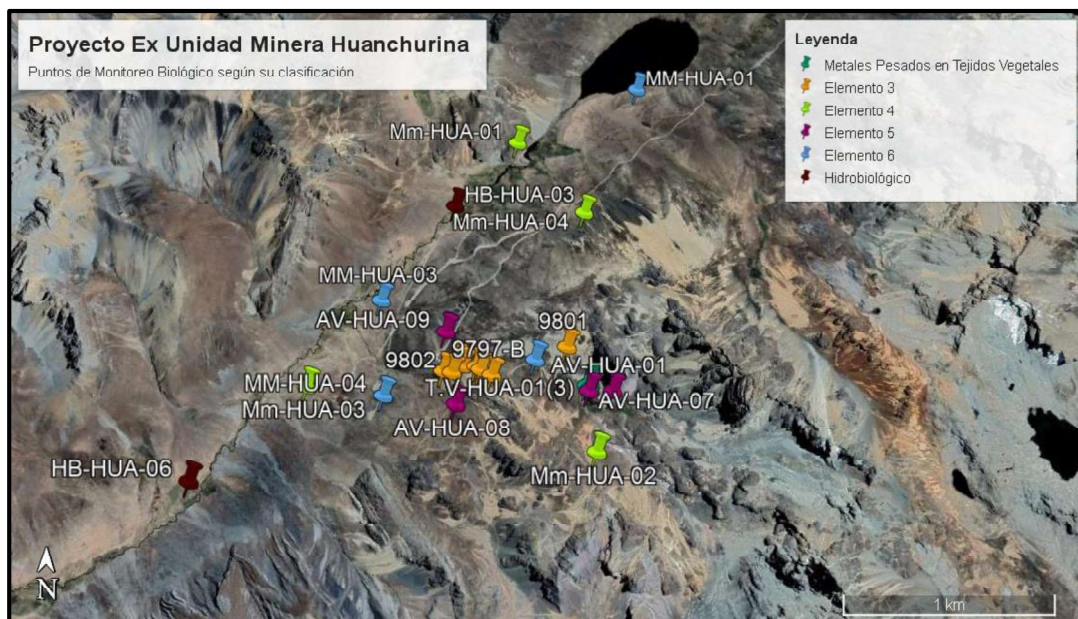 Proyecto Ex Unidad Minera Huanchurina
Puntos de Monitoreo Biológico según su clasificación
Leyenda
Metales Pesados en Tejidos Vegetales
Elemento 3
Elemento 4
Elemento 5
Elemento 6
Hidrobiológico
MM-HUA-01
Mm-HUA-01
HB-HUA-03
Mm-HUA-04
MM-HUA-03
AV-HUA-09
9801
9802
9797-B
AV-HUA-01
MM-HUA-04
T.V-HUA-01(3)
AV-HUA-07
Mm-HUA-03
AV-HUA-08
HB-HUA-06
Mm-HUA-02
N
1 km